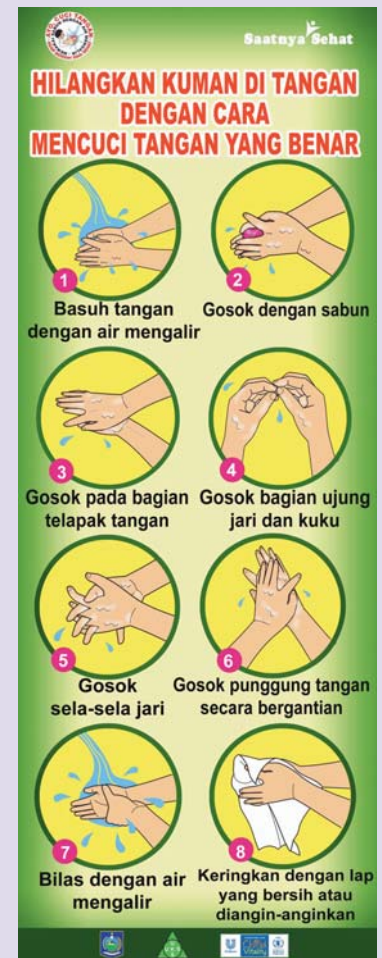 STG. CUCI TANGAN
Saatnya Sehat
HILANGKAN KUMAN DI TANGAN
DENGAN CARA
MENCUCI TANGAN YANG BENAR
1
Basuh tangan
dengan air mengalir
2
Gosok dengan sabun
3
Gosok pada bagian
telapak tangan
4
Gosok bagian ujung
jari dan kuku
5
Gosok
sela-sela jari
6
Gosok punggung tangan
secara bergantian
7
Bilas dengan air
mengalir
8
Keringkan dengan lap
yang bersih atau
diangin-anginkan